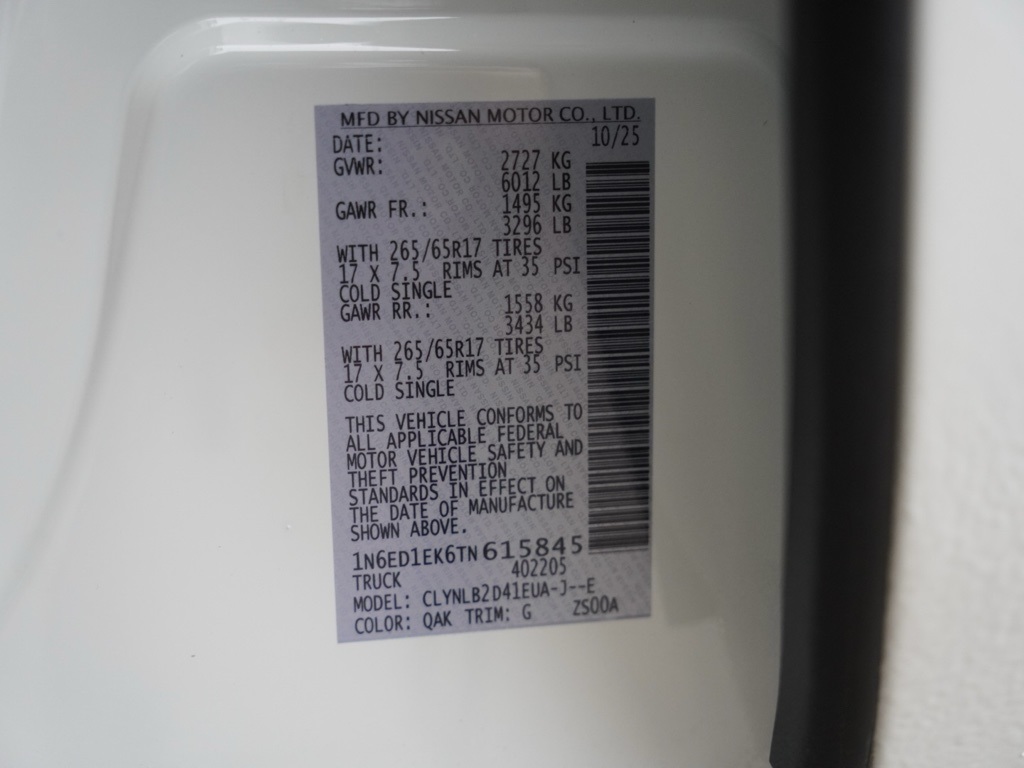 MFD BY NISSAN MOTOR CO., LTD.
DATE: 10/25
GVWR: 2727 KG
6012 LB
GAWR FR.: 1495 KG
3296 LB
WITH 265/65R17 TIRES
17 X 7.5 RIMS AT 35 PSI
COLD SINGLE
GAWR RR.: 1558 KG
3434 LB
WITH 265/65R17 TIRES
17 X 7.5 RIMS AT 35 PSI
COLD SINGLE
THIS VEHICLE CONFORMS TO
ALL APPLICABLE FEDERAL
MOTOR VEHICLE SAFETY AND
THEFT PREVENTION
STANDARDS IN EFFECT ON
THE DATE OF MANUFACTURE
SHOWN ABOVE.
1N6ED1EK6TN615845
TRUCK 402205
MODEL: CLYNLB2D41EUA-J--E
COLOR: QAK TRIM: G ZS00A